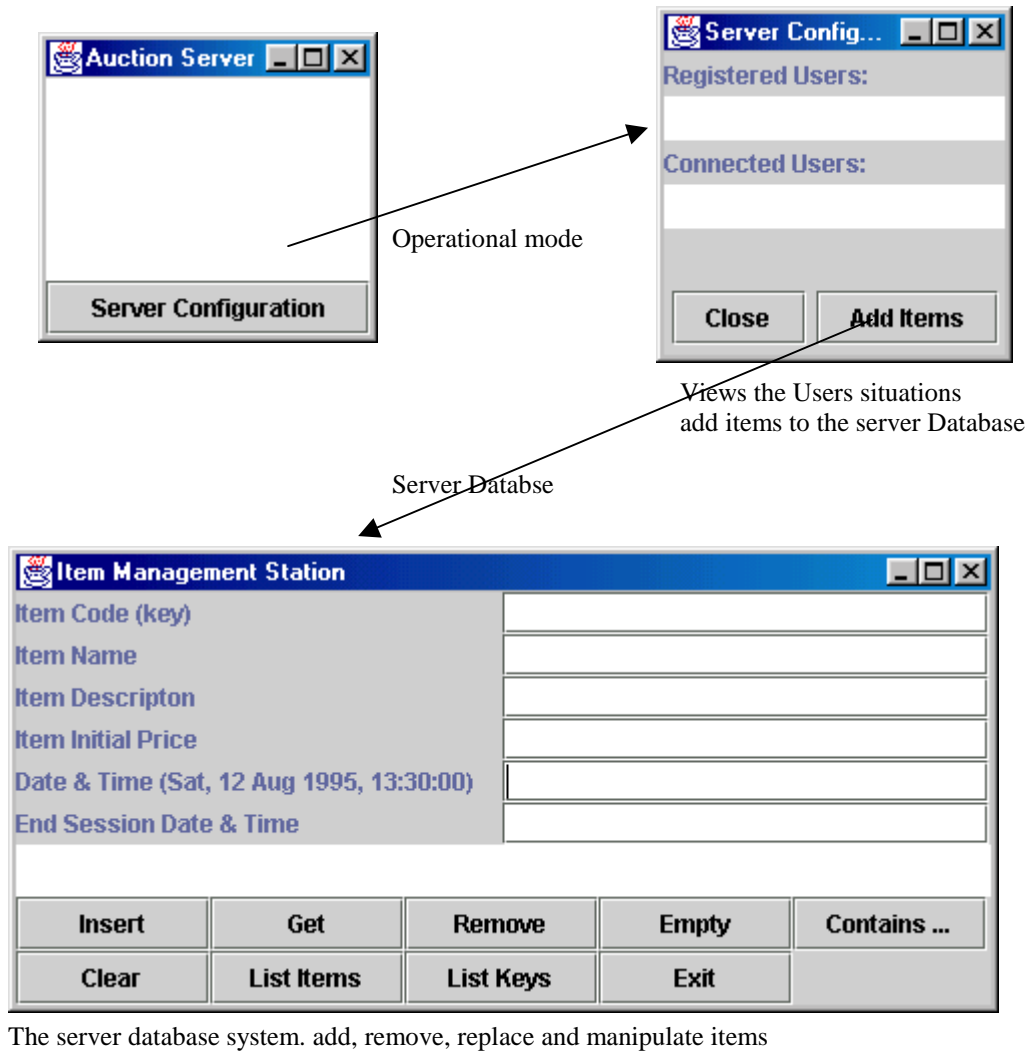 Auction Server
Server Configuration
Server Config...
Registered Users:
Connected Users:
Close
Add Items
Operational mode
Views the Users situations
add items to the server Database
Server Databse
Item Management Station
Item Code (key)
Item Name
Item Descripton
Item Initial Price
Date & Time (Sat, 12 Aug 1995, 13:30:00)
End Session Date & Time
Insert
Get
Remove
Empty
Contains ...
Clear
List Items
List Keys
Exit
The server database system. add, remove, replace and manipulate items